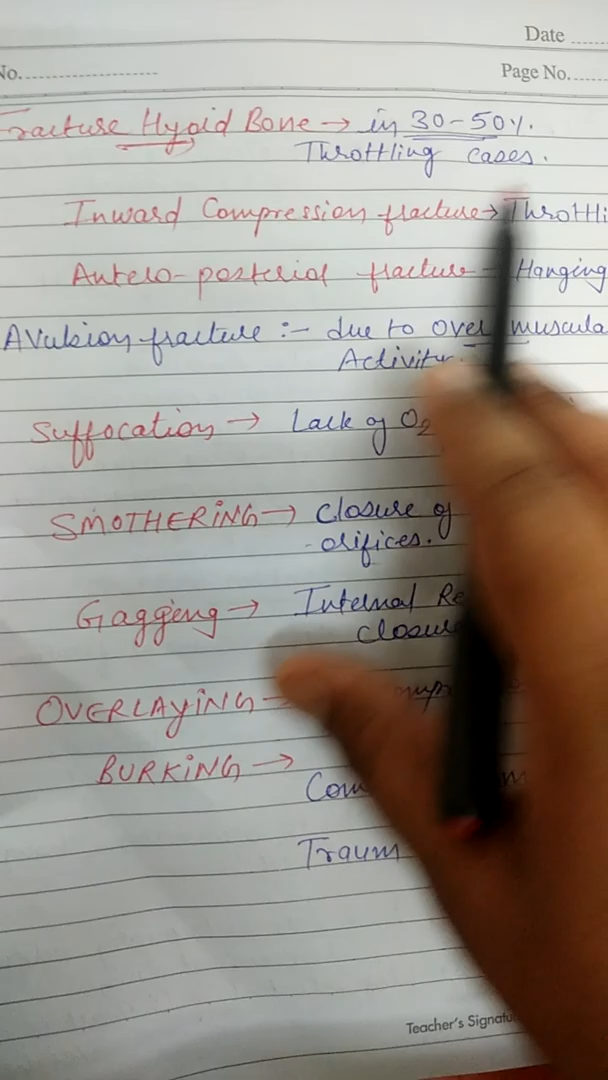 Date
No.
Page No.
Fracture Hyoid Bone → in 30-50%.
Throttling cases.
Inward Compression fracture → Throttli
Antero-posterior fracture - Hanging
Avulsion fracture :- due to over muscula
Activity.
Suffocation → Lack of O2
SMOTHERING → Closure of
orifices.
Gagging → Internal Re
closu
OVERLAYING -
BURKING →
Com
Traum
Teacher's Signatu